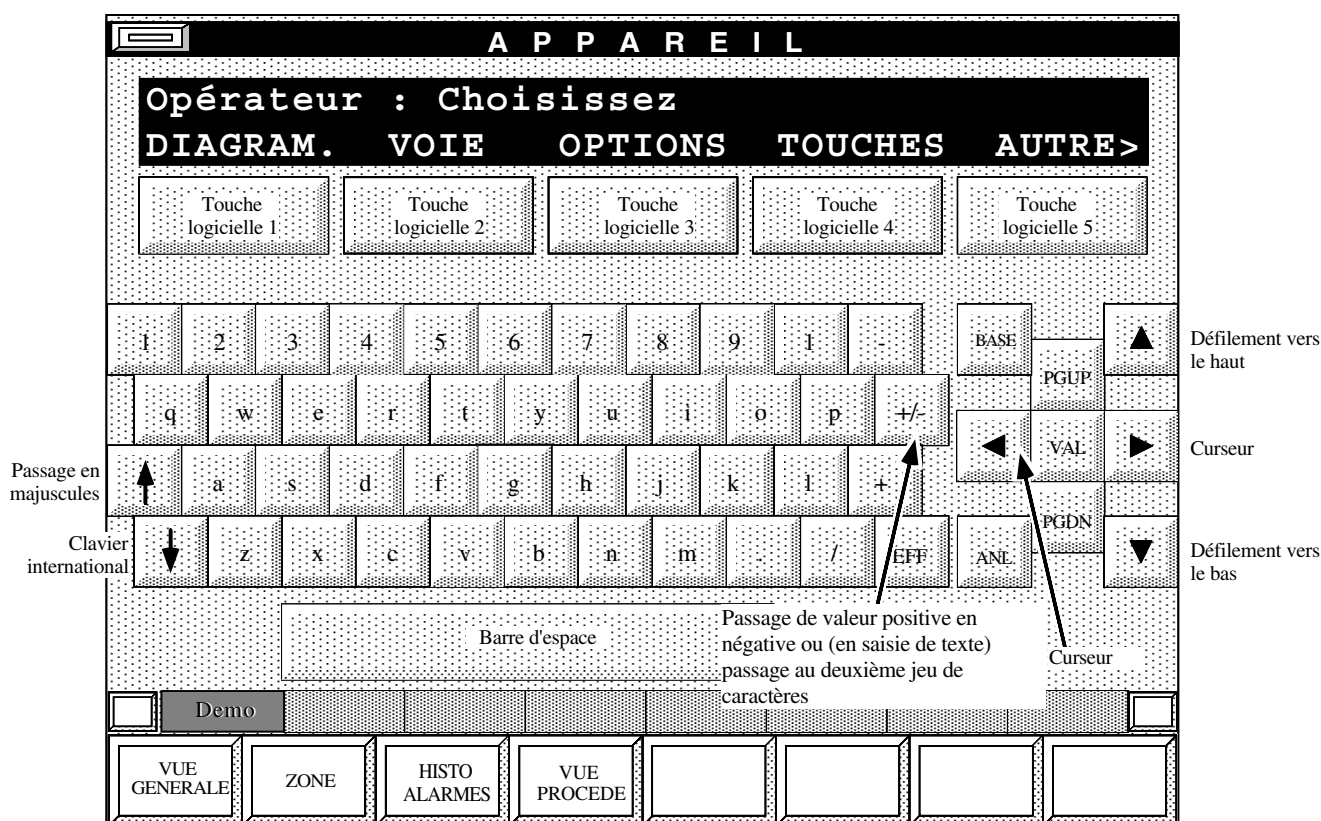 A P P A R E I L
Opérateur : Choisissez
DIAGRAM. VOIE OPTIONS TOUCHES AUTRE>
Touche logicielle 1
Touche logicielle 2
Touche logicielle 3
Touche logicielle 4
Touche logicielle 5
1 2 3 4 5 6 7 8 9 1 -
BASE
Défilement vers
le haut
PGUP
q w e r t y u i o p +/-
VAL
Curseur
Passage en
majuscules
a s d f g h j k l +
PGDN
Clavier
international
z x c v b n m . / EFF
ANL
Défilement vers
le bas
Barre d'espace
Passage de valeur positive en
négative ou (en saisie de texte)
passage au deuxième jeu de
caractères
Curseur
Demo
VUE
GENERALE
ZONE
HISTO
ALARMES
VUE
PROCEDE